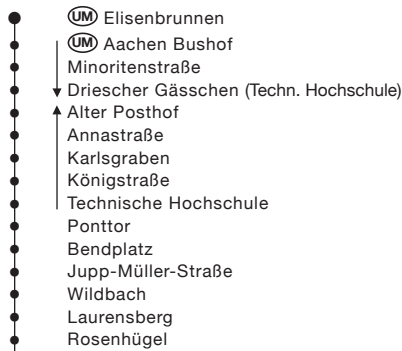 UM Elisenbrunnen
UM Aachen Bushof
Minoritenstraße
Driescher Gässchen (Techn. Hochschule)
Alter Posthof
Annastraße
Karlsgraben
Königstraße
Technische Hochschule
Ponttor
Bendplatz
Jupp-Müller-Straße
Wildbach
Laurensberg
Rosenhügel